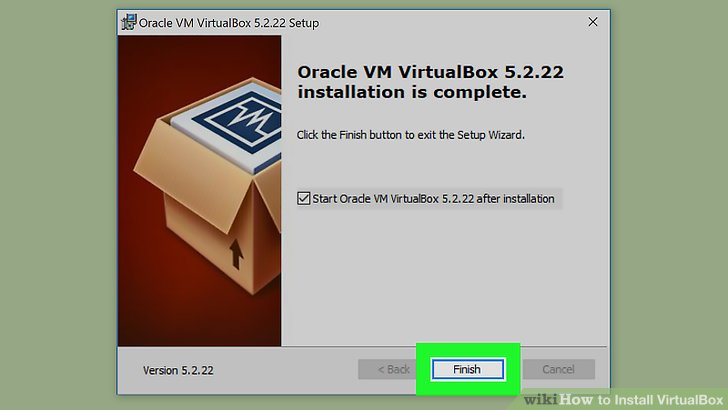 Oracle VM VirtualBox 5.2.22 Setup
Oracle VM VirtualBox 5.2.22
installation is complete.
Click the Finish button to exit the Setup Wizard.
Start Oracle VM VirtualBox 5.2.22 after installation
Version 5.2.22
< Back
Finish
Cancel
wikiHow to Install VirtualBox